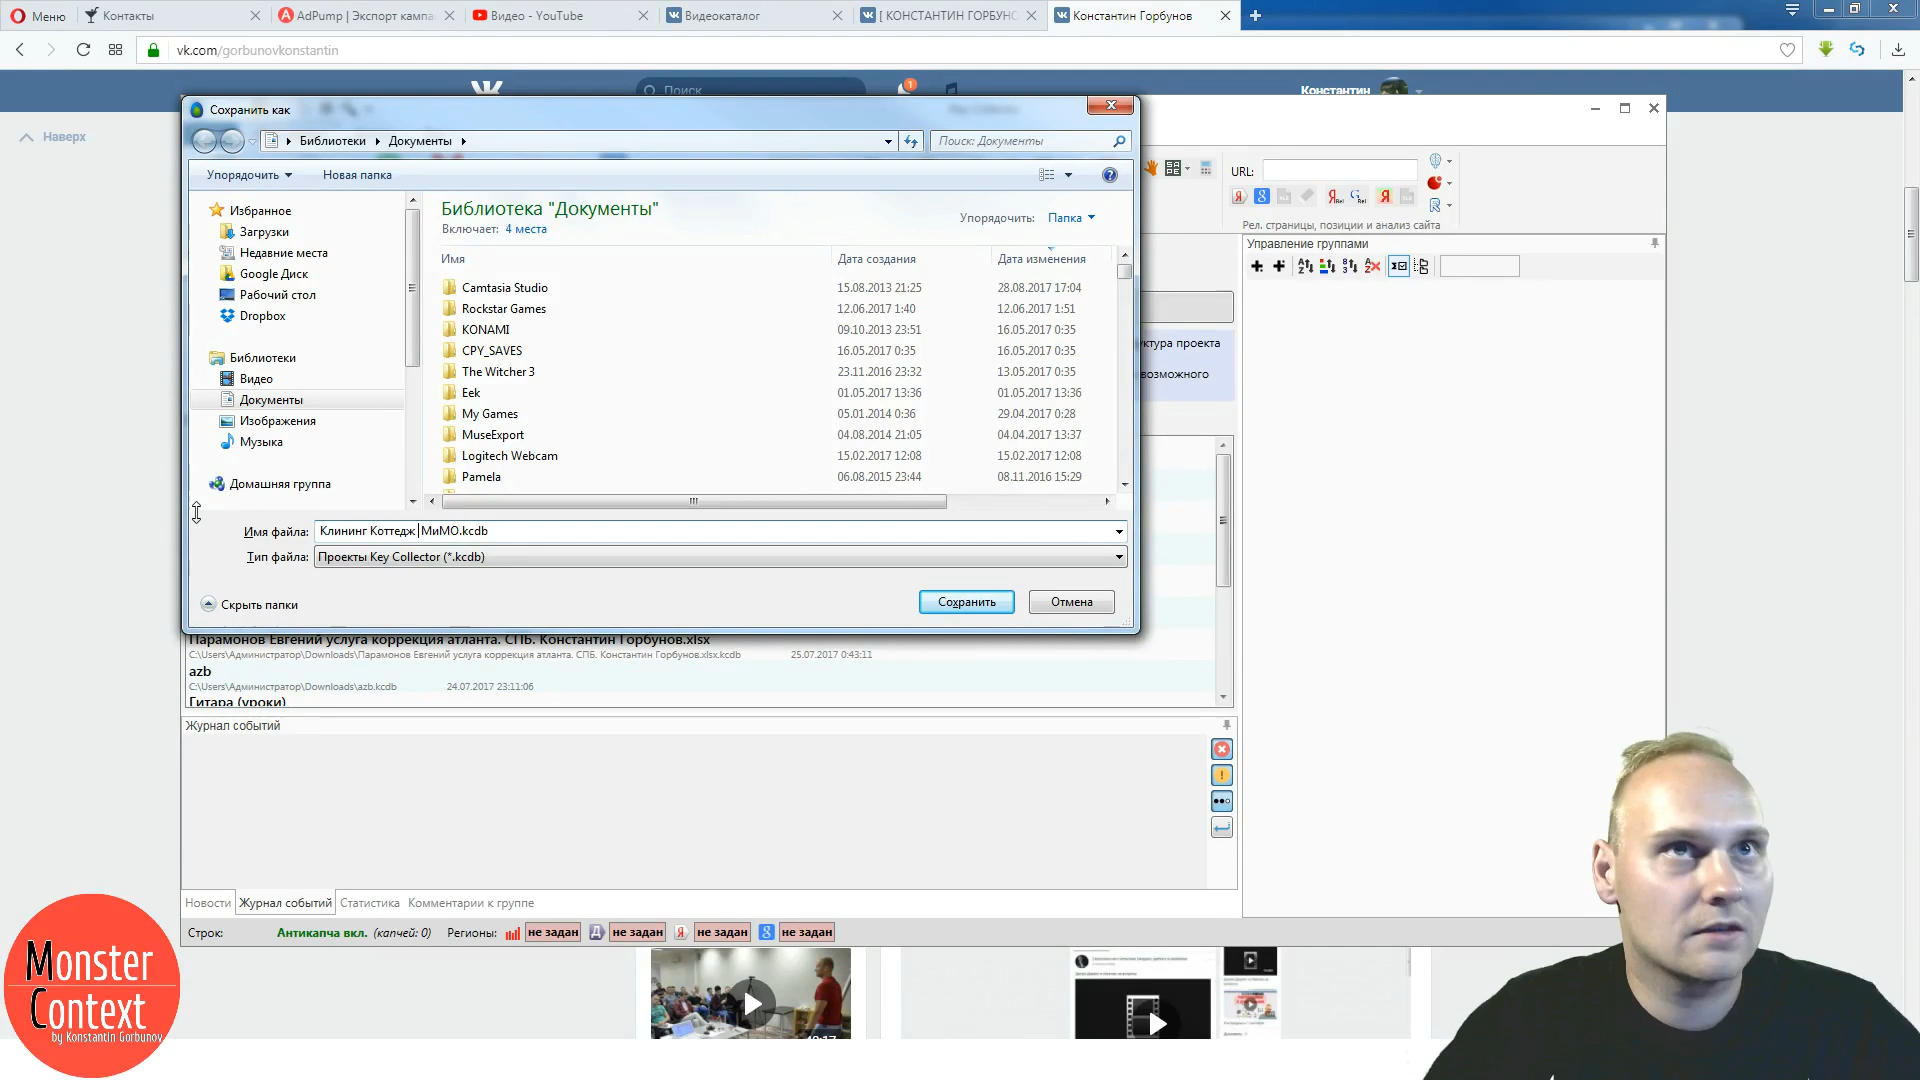 Меню
Контакты
AdPump | Экспорт кампа
Видео - YouTube
Видеокаталог
[ КОНСТАНТИН ГОРБУНО
Константин Горбунов
vk.com/gorbunovkonstantin
Поиск
1
Константин
Наверх
Сохранить как
Библиотеки
Документы
Поиск: Документы
Упорядочить
Новая папка
Избранное
Загрузки
Недавние места
Google Диск
Рабочий стол
Dropbox
Библиотеки
Видео
Документы
Изображения
Музыка
Домашняя группа
Библиотека "Документы"
Включает: 4 места
Упорядочить: Папка
Имя Дата создания Дата изменения
Camtasia Studio 15.08.2013 21:25 28.08.2017 17:04
Rockstar Games 12.06.2017 1:40 12.06.2017 1:51
KONAMI 09.10.2013 23:51 16.05.2017 0:35
CPY_SAVES 16.05.2017 0:35 16.05.2017 0:35
The Witcher 3 23.11.2016 23:32 13.05.2017 0:35
Eek 01.05.2017 13:36 01.05.2017 13:36
My Games 05.01.2014 0:36 29.04.2017 0:28
MuseExport 04.08.2014 21:05 04.04.2017 13:37
Logitech Webcam 15.02.2017 12:08 15.02.2017 12:08
Pamela 06.08.2015 23:44 08.11.2016 15:29
Имя файла: Клининг Коттедж МиМО.kcdb
Тип файла: Проекты Key Collector (*.kcdb)
Скрыть папки
Сохранить
Отмена
URL:
Рел. страницы, позиции и анализ сайта
Управление группами
ктура проекта
возможного
Парамонов Евгений услуга коррекция атланта. СПБ. Константин Горбунов.xlsx
C:\Users\Администратор\Downloads\Парамонов Евгений услуга коррекция атланта. СПБ. Константин Горбунов.xlsx.kcdb 25.07.2017 0:43:11
azb
C:\Users\Администратор\Downloads\azb.kcdb 24.07.2017 23:11:06
Гитара (уроки)
Журнал событий
Новости
Журнал событий
Статистика
Комментарии к группе
Строк:
Антикапча вкл. (капчей: 0)
Регионы:
не задан
не задан
не задан
не задан
Monster
Context
by Konstantin Gorbunov